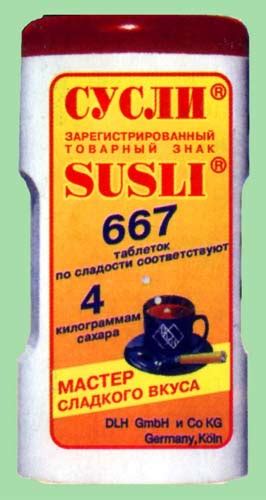 СУСЛИ®
ЗАРЕГИСТРИРОВАННЫЙ
ТОВАРНЫЙ ЗНАК
SUSLI®
667
таблеток
по сладости соответствуют
4
килограммам
сахара
МАСТЕР
СЛАДКОГО ВКУСА
DLH GmbH и Co KG
Germany,Köln